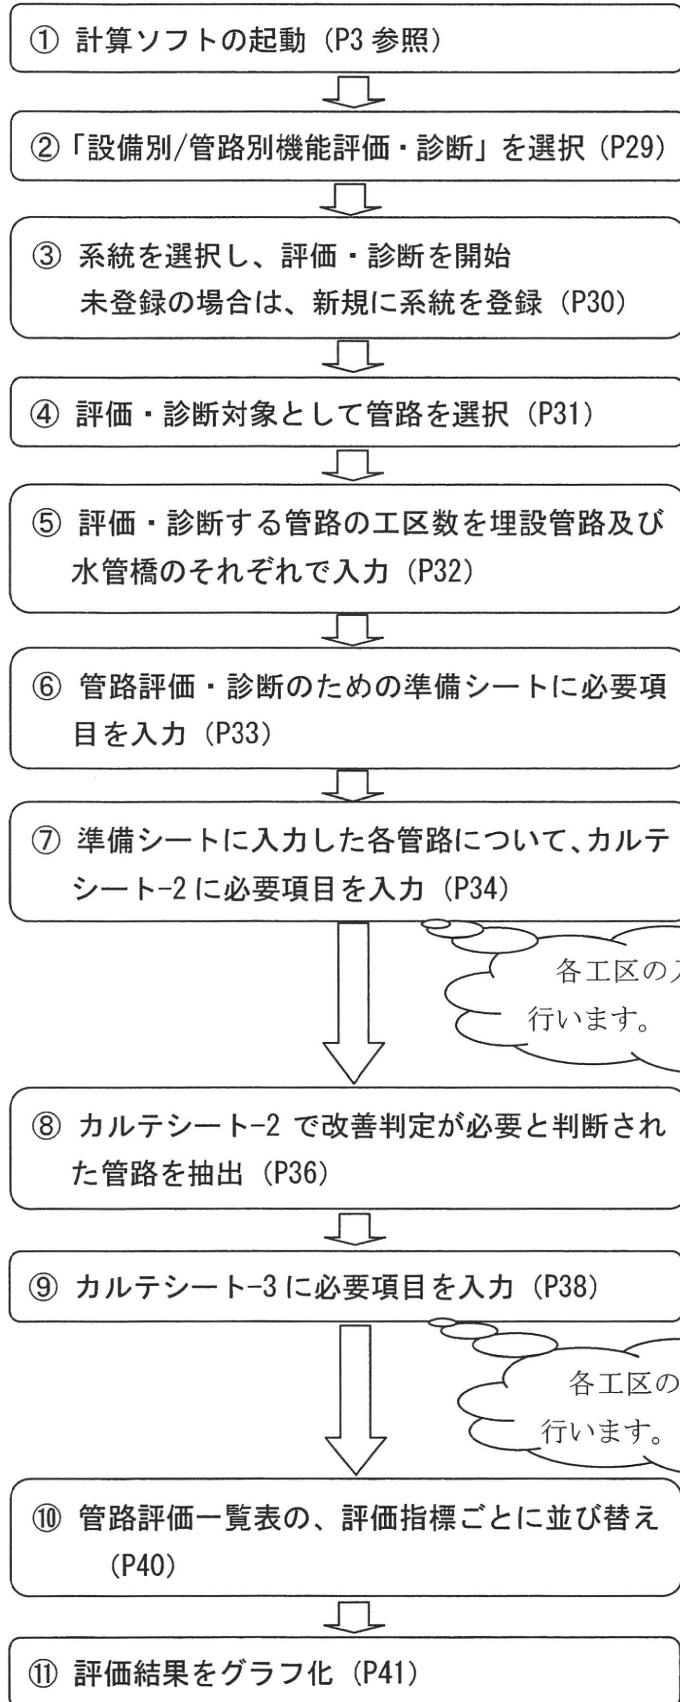 ① 計算ソフトの起動（P3 参照）
②「設備別/管路別機能評価・診断」を選択（P29）
③ 系統を選択し、評価・診断を開始
未登録の場合は、新規に系統を登録（P30）
④ 評価・診断対象として管路を選択（P31）
⑤ 評価・診断する管路の工区数を埋設管路及び
水管橋のそれぞれで入力（P32）
⑥ 管路評価・診断のための準備シートに必要項
目を入力（P33）
⑦ 準備シートに入力した各管路について、カルテ
シート-2 に必要項目を入力（P34）
各工区の
行います。
⑧ カルテシート-2 で改善判定が必要と判断され
た管路を抽出（P36）
⑨ カルテシート-3 に必要項目を入力（P38）
各工区の
行います。
⑩ 管路評価一覧表の、評価指標ごとに並び替え
（P40）
⑪ 評価結果をグラフ化（P41）